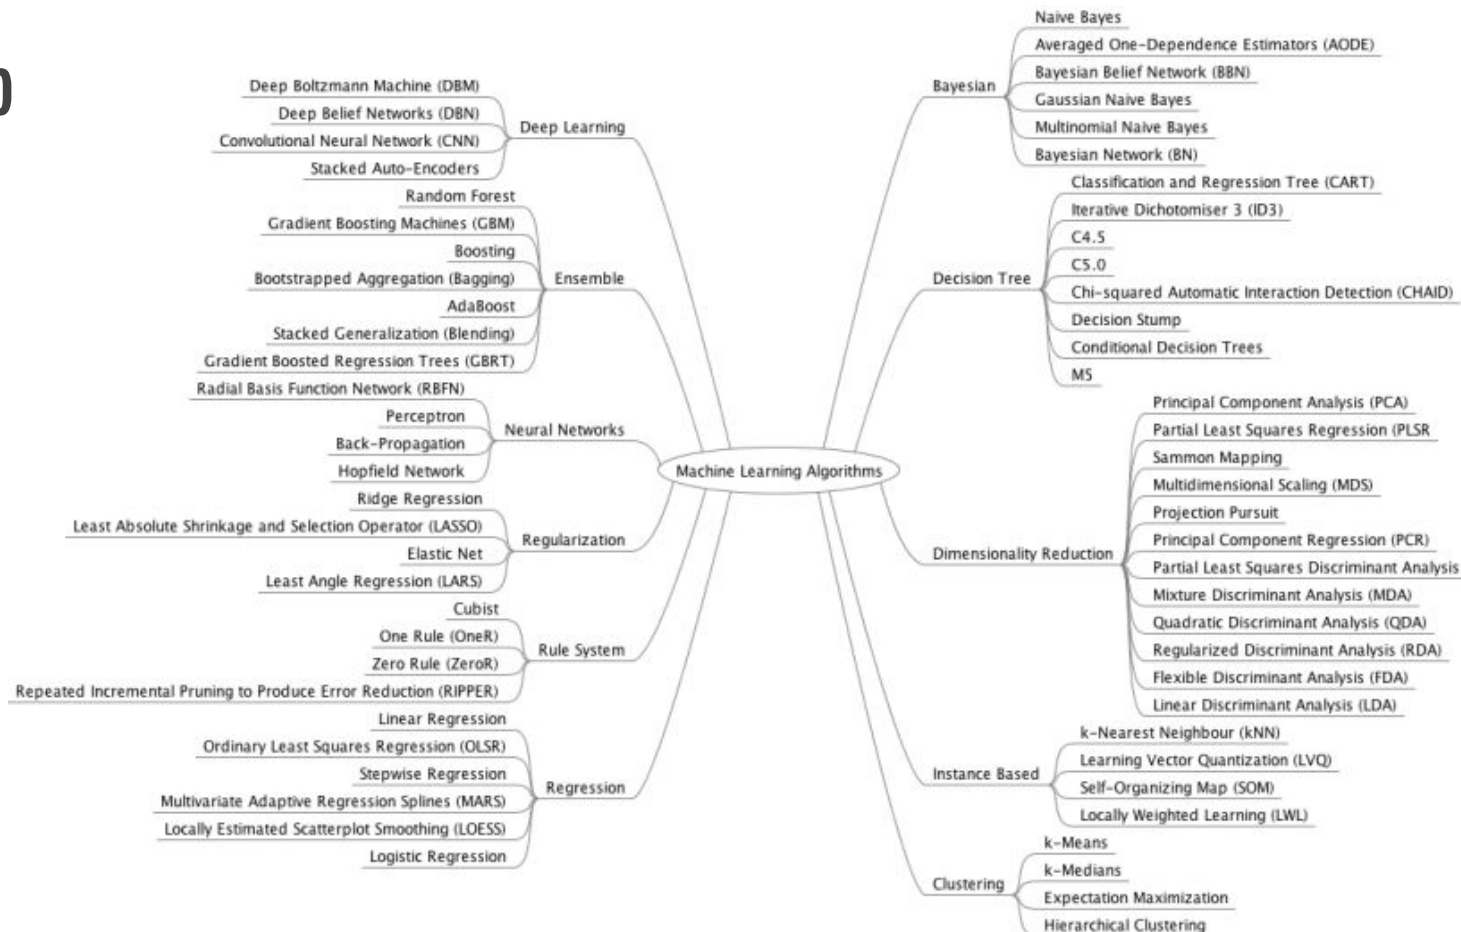 Machine Learning Algorithms
Deep Learning
Deep Boltzmann Machine (DBM)
Deep Belief Networks (DBN)
Convolutional Neural Network (CNN)
Stacked Auto-Encoders
Ensemble
Random Forest
Gradient Boosting Machines (GBM)
Boosting
Bootstrapped Aggregation (Bagging)
AdaBoost
Stacked Generalization (Blending)
Gradient Boosted Regression Trees (GBRT)
Neural Networks
Radial Basis Function Network (RBFN)
Perceptron
Back-Propagation
Hopfield Network
Regularization
Ridge Regression
Least Absolute Shrinkage and Selection Operator (LASSO)
Elastic Net
Least Angle Regression (LARS)
Rule System
Cubist
One Rule (OneR)
Zero Rule (ZeroR)
Repeated Incremental Pruning to Produce Error Reduction (RIPPER)
Regression
Linear Regression
Ordinary Least Squares Regression (OLSR)
Stepwise Regression
Multivariate Adaptive Regression Splines (MARS)
Locally Estimated Scatterplot Smoothing (LOESS)
Logistic Regression
Bayesian
Naive Bayes
Averaged One-Dependence Estimators (AODE)
Bayesian Belief Network (BBN)
Gaussian Naive Bayes
Multinomial Naive Bayes
Bayesian Network (BN)
Decision Tree
Classification and Regression Tree (CART)
Iterative Dichotomiser 3 (ID3)
C4.5
C5.0
Chi-squared Automatic Interaction Detection (CHAID)
Decision Stump
Conditional Decision Trees
M5
Dimensionality Reduction
Principal Component Analysis (PCA)
Partial Least Squares Regression (PLSR
Sammon Mapping
Multidimensional Scaling (MDS)
Projection Pursuit
Principal Component Regression (PCR)
Partial Least Squares Discriminant Analysis
Mixture Discriminant Analysis (MDA)
Quadratic Discriminant Analysis (QDA)
Regularized Discriminant Analysis (RDA)
Flexible Discriminant Analysis (FDA)
Linear Discriminant Analysis (LDA)
Instance Based
k-Nearest Neighbour (kNN)
Learning Vector Quantization (LVQ)
Self-Organizing Map (SOM)
Locally Weighted Learning (LWL)
Clustering
k-Means
k-Medians
Expectation Maximization
Hierarchical Clustering